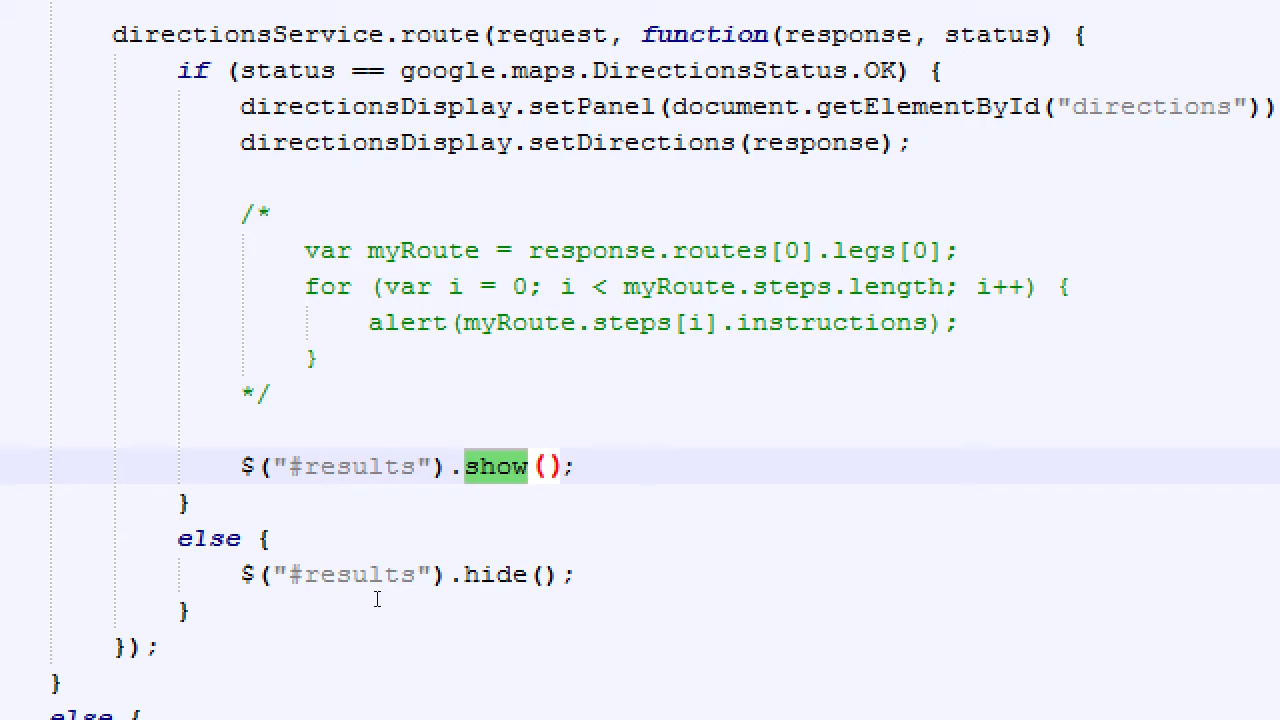 directionsService.route(request, function(response, status) {
if (status == google.maps.DirectionsStatus.OK) {
directionsDisplay.setPanel(document.getElementById("directions"))
directionsDisplay.setDirections(response);
/*
var myRoute = response.routes[0].legs[0];
for (var i = 0; i < myRoute.steps.length; i++) {
alert(myRoute.steps[i].instructions);
}
*/
$("#results").show();
}
else {
$("#results").hide();
}
});
}
else {